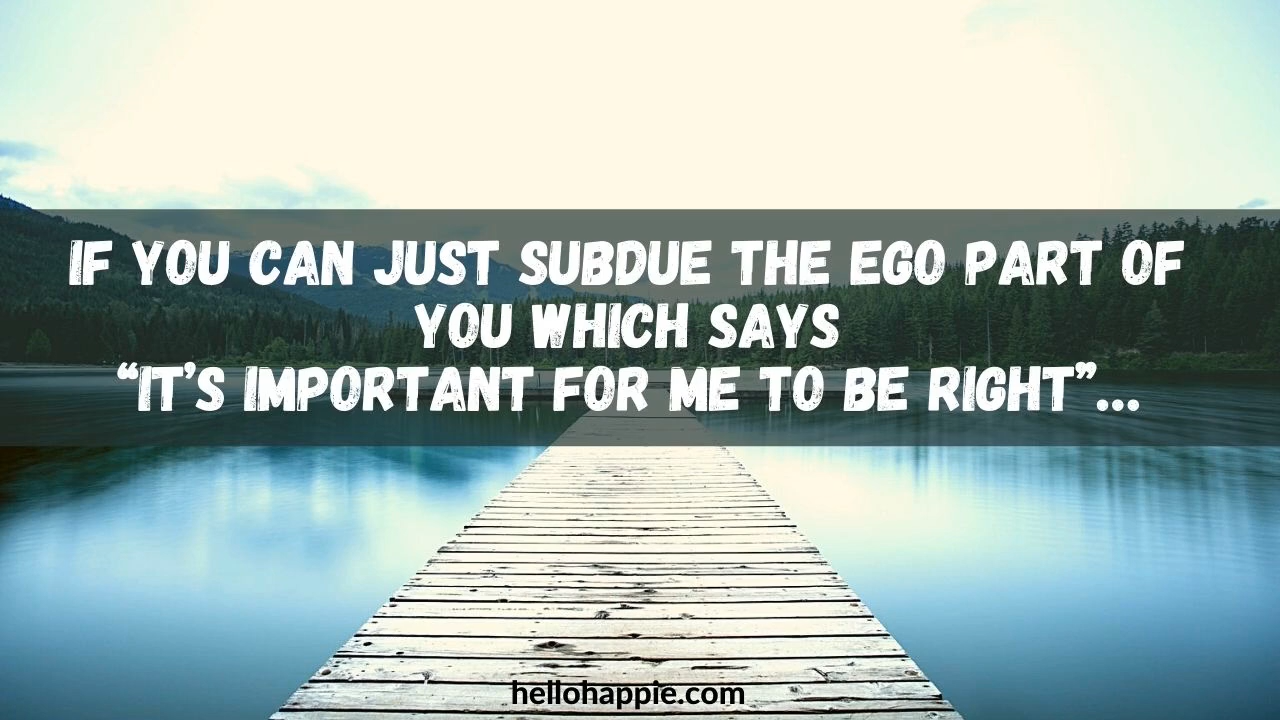 IF YOU CAN JUST SUBDUE THE EGO PART OF
YOU WHICH SAYS
“IT’S IMPORTANT FOR ME TO BE RIGHT”...
hellohappie.com